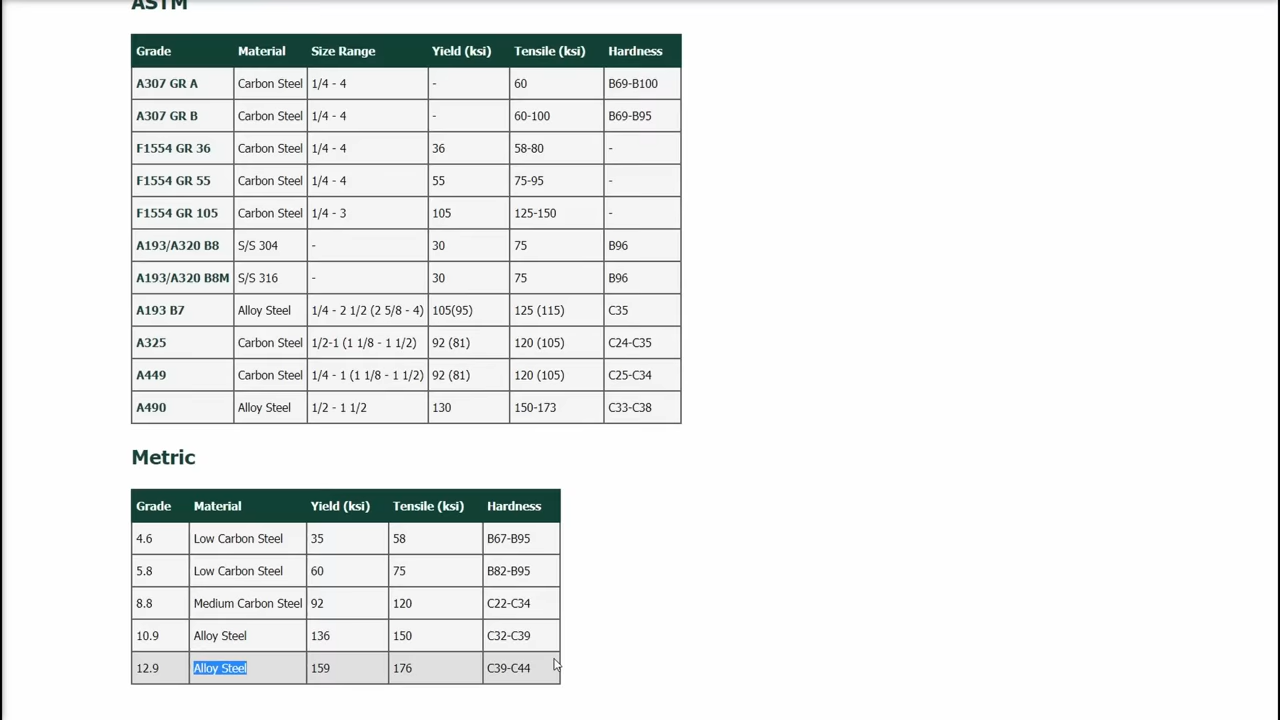 ASTM
Grade Material Size Range Yield (ksi) Tensile (ksi) Hardness
A307 GR A Carbon Steel 1/4 - 4 - 60 B69-B100
A307 GR B Carbon Steel 1/4 - 4 - 60-100 B69-B95
F1554 GR 36 Carbon Steel 1/4 - 4 36 58-80 -
F1554 GR 55 Carbon Steel 1/4 - 4 55 75-95 -
F1554 GR 105 Carbon Steel 1/4 - 3 105 125-150 -
A193/A320 B8 S/S 304 - 30 75 B96
A193/A320 B8M S/S 316 - 30 75 B96
A193 B7 Alloy Steel 1/4 - 2 1/2 (2 5/8 - 4) 105(95) 125 (115) C35
A325 Carbon Steel 1/2-1 (1 1/8 - 1 1/2) 92 (81) 120 (105) C24-C35
A449 Carbon Steel 1/4 - 1 (1 1/8 - 1 1/2) 92 (81) 120 (105) C25-C34
A490 Alloy Steel 1/2 - 1 1/2 130 150-173 C33-C38
Metric
Grade Material Yield (ksi) Tensile (ksi) Hardness
4.6 Low Carbon Steel 35 58 B67-B95
5.8 Low Carbon Steel 60 75 B82-B95
8.8 Medium Carbon Steel 92 120 C22-C34
10.9 Alloy Steel 136 150 C32-C39
12.9 Alloy Steel 159 176 C39-C44